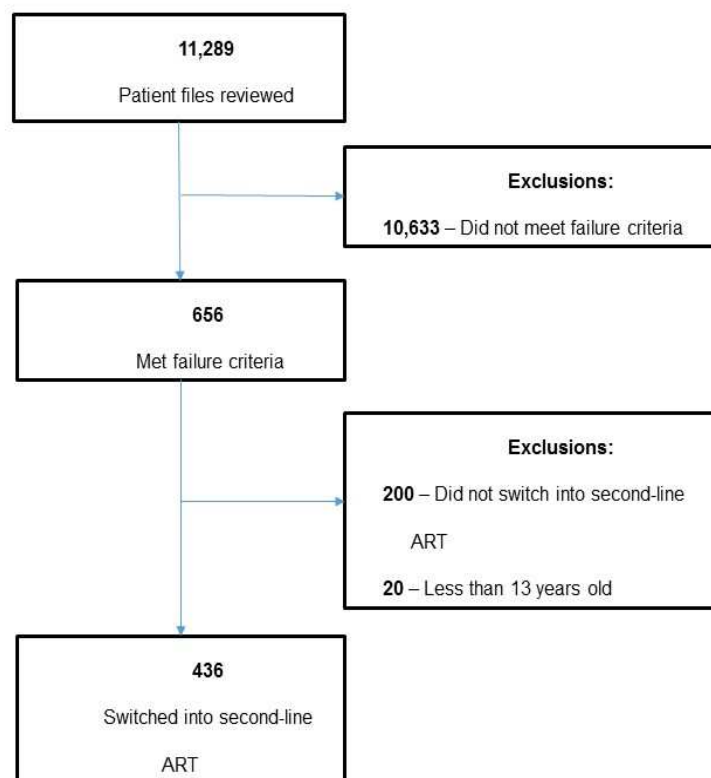 11,289
Patient files reviewed
Exclusions:
10,633 – Did not meet failure criteria
656
Met failure criteria
Exclusions:
200 – Did not switch into second-line
ART
20 – Less than 13 years old
436
Switched into second-line
ART